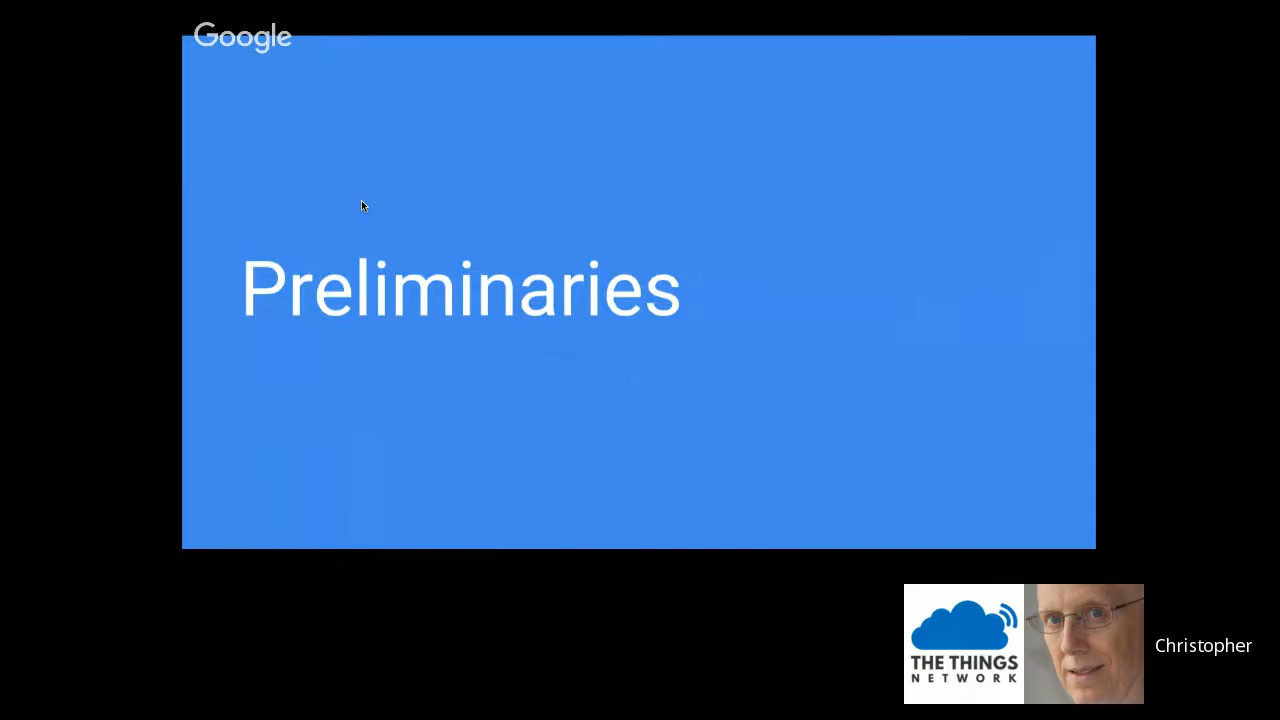 Google
Preliminaries
THE THINGS
NETWORK
Christopher